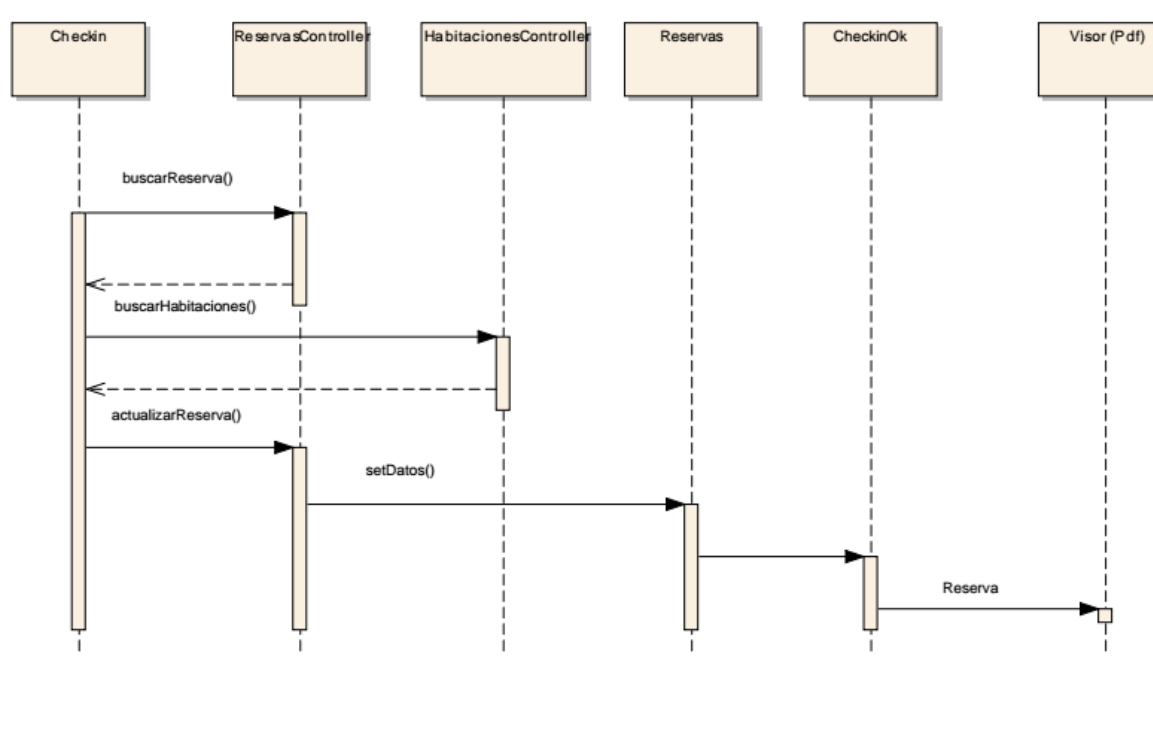 Checkin
ReservasController
HabitacionesController
Reservas
CheckinOk
Visor (Pdf)
buscarReserva()
buscarHabitaciones()
actualizarReserva()
setDatos()
Reserva